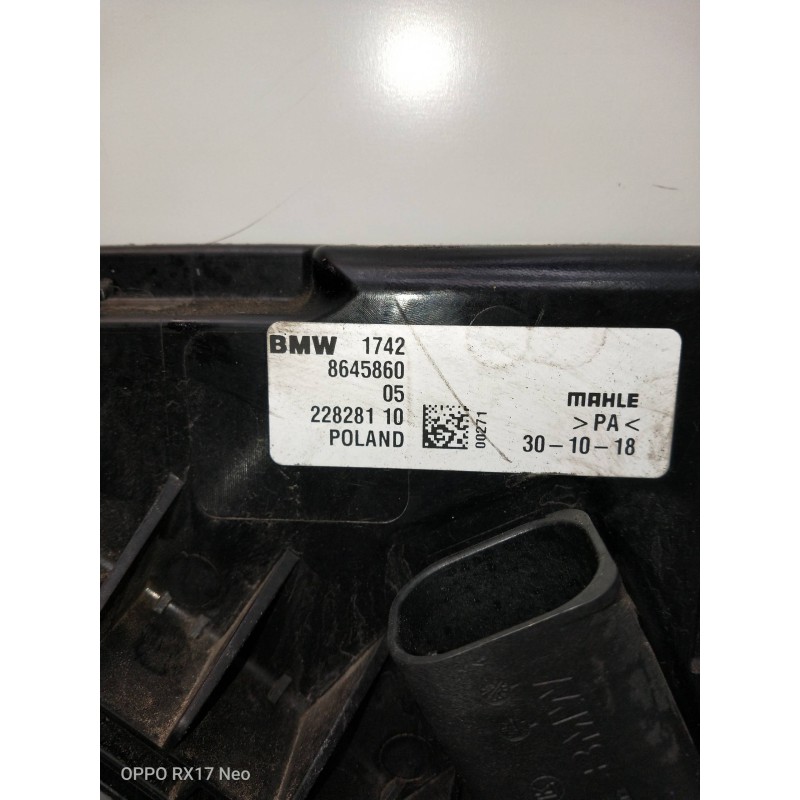 BMW 1742
8645860
05
228281 10
POLAND
00271
MAHLE
>PA<
30-10-18
OPPO RX17 Neo